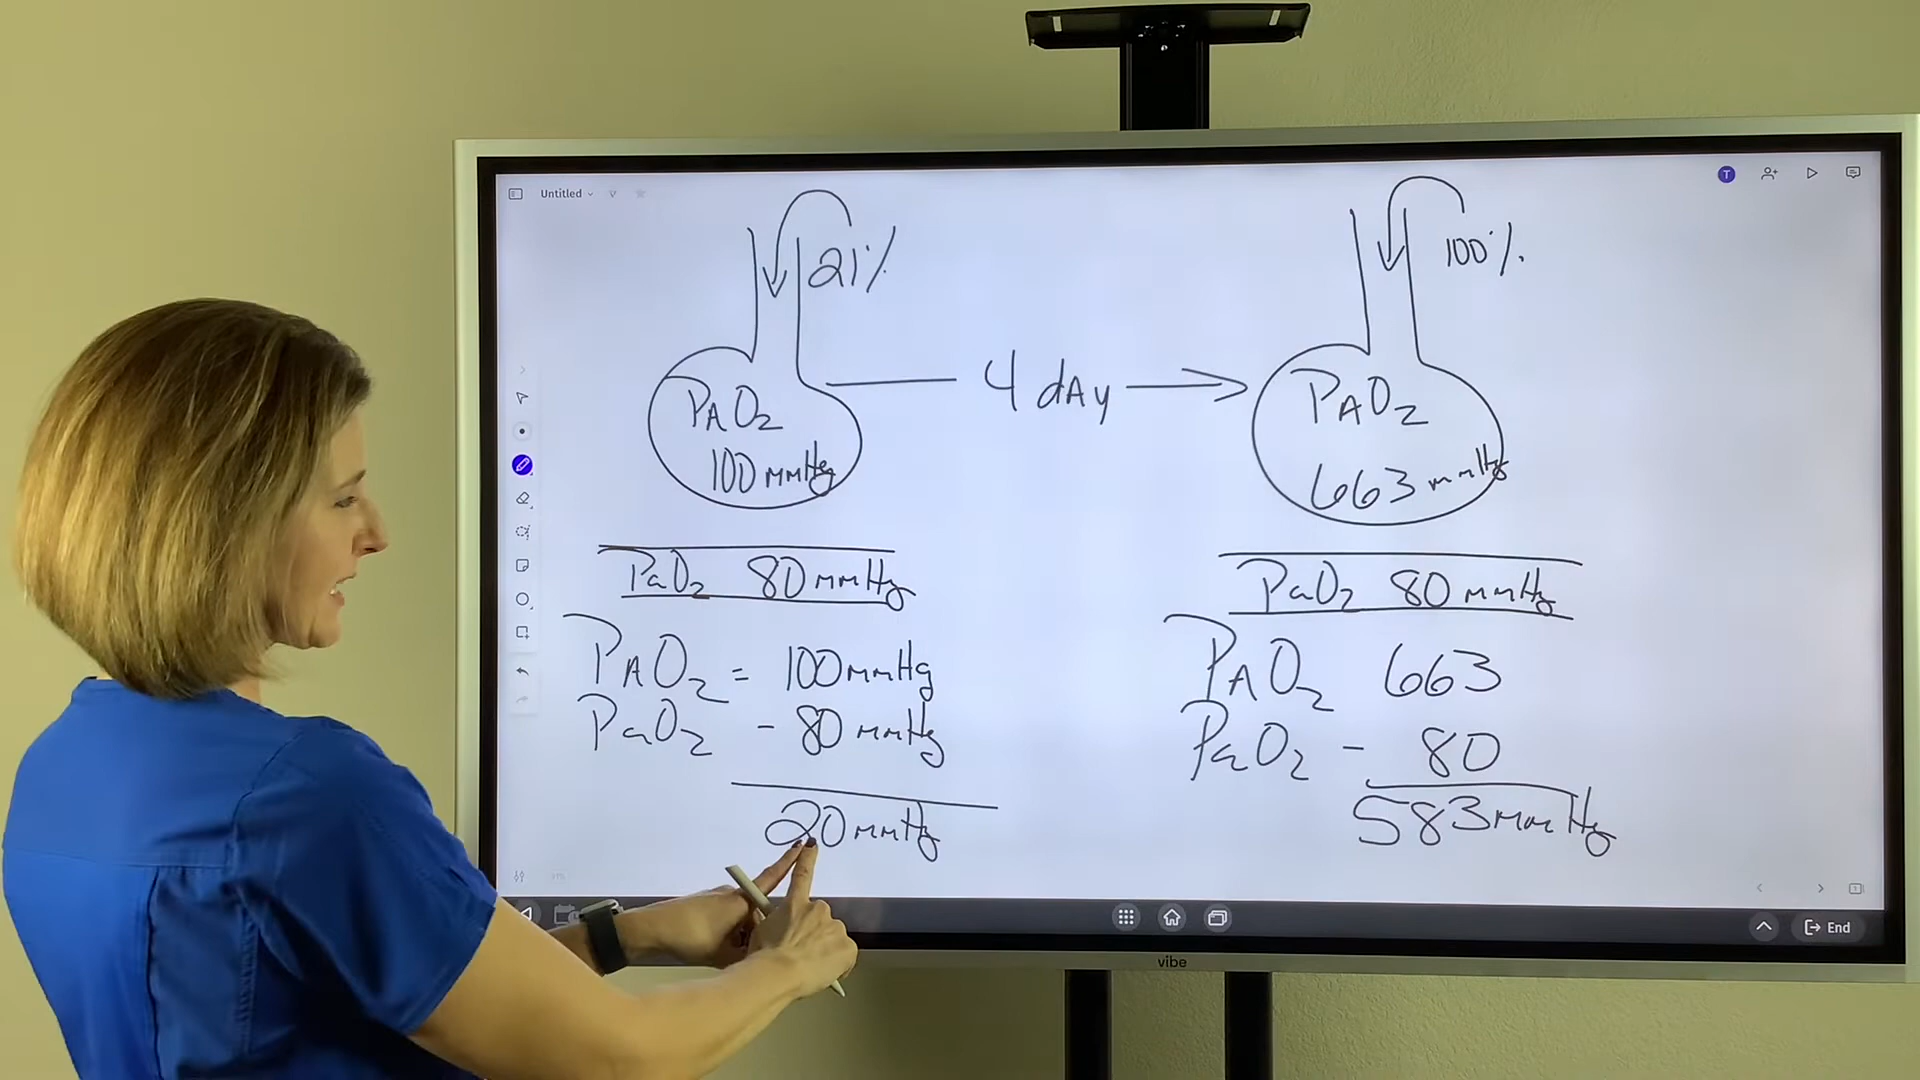 Untitled
21%
PAO2
100 mmHg
4 dAy
100%.
PAO2
663 mmHg
PaO2 80 mmHg
PAO2 = 100 mmHg
PaO2 - 80 mmHg
20 mmHg
PaO2 80 mmHg
PAO2 663
PaO2 - 80
583 mmHg
T
End
vibe